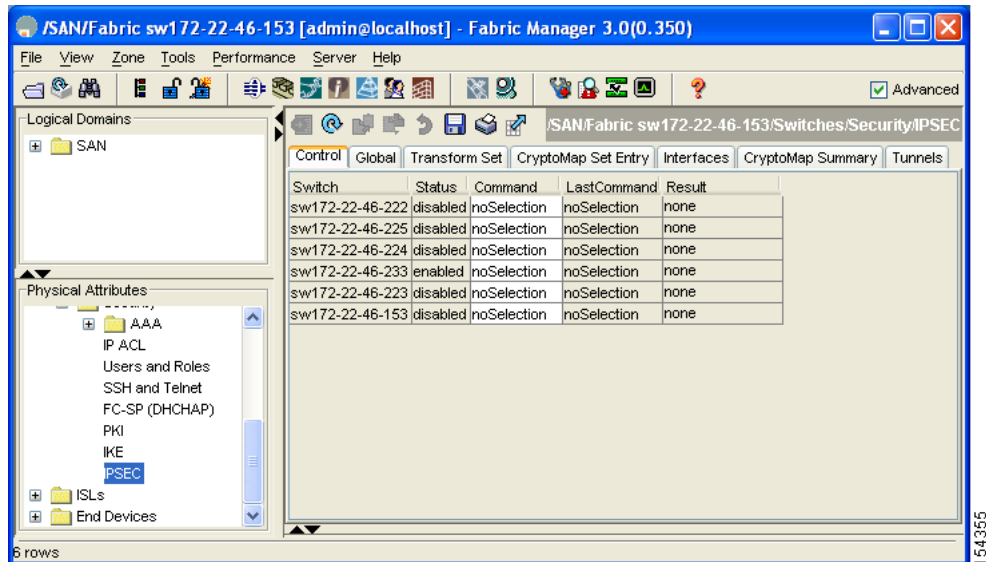 /SAN/Fabric sw172-22-46-153 [admin@localhost] - Fabric Manager 3.0(0.350)
File View Zone Tools Performance Server Help
Advanced
Logical Domains
SAN
/SAN/Fabric sw172-22-46-153/Switches/Security/IPSEC
Control Global Transform Set CryptoMap Set Entry Interfaces CryptoMap Summary Tunnels
Switch Status Command LastCommand Result
sw172-22-46-222 disabled noSelection noSelection none
sw172-22-46-225 disabled noSelection noSelection none
sw172-22-46-224 disabled noSelection noSelection none
sw172-22-46-233 enabled noSelection noSelection none
sw172-22-46-223 disabled noSelection noSelection none
sw172-22-46-153 disabled noSelection noSelection none
Physical Attributes
AAA
IP ACL
Users and Roles
SSH and Telnet
FC-SP (DHCHAP)
PKI
IKE
IPSEC
ISLs
End Devices
6 rows
54355